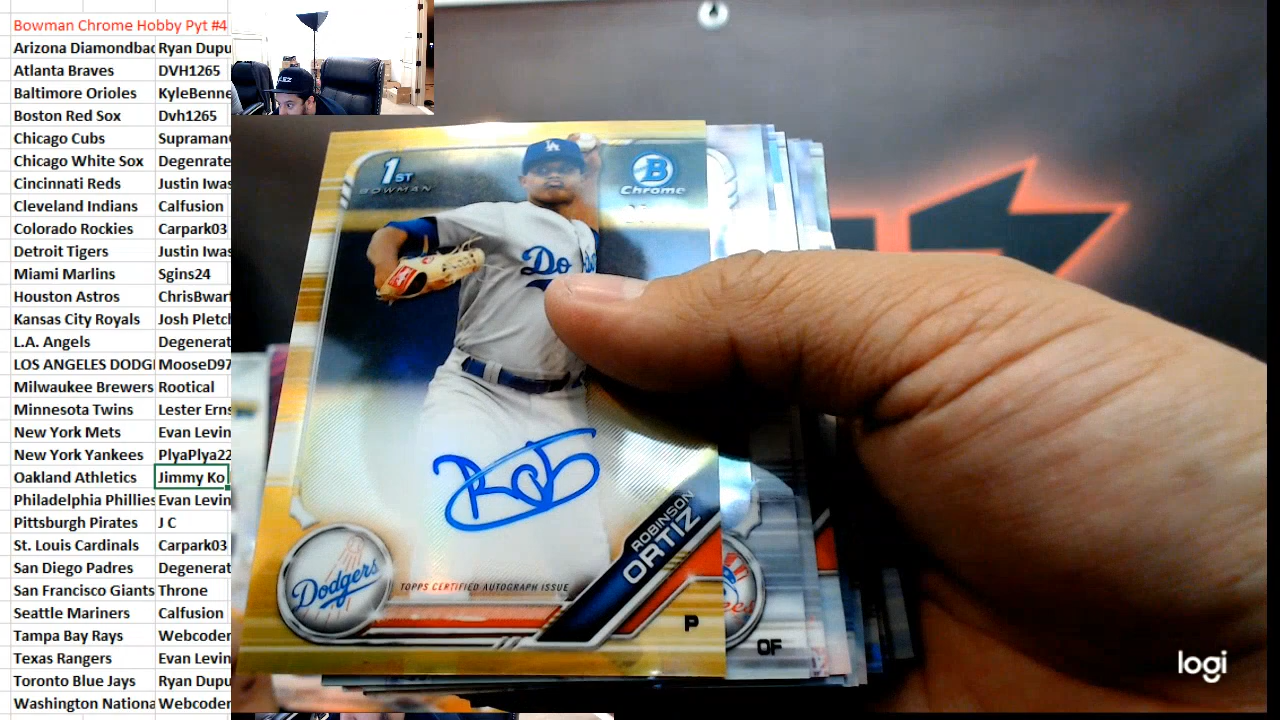 Bowman Chrome Hobby Pyt #4
Arizona Diamondbac Ryan Dupu
Atlanta Braves DVH1265
Baltimore Orioles KyleBenne
Boston Red Sox Dvh1265
Chicago Cubs Supraman
Chicago White Sox Degenrate
Cincinnati Reds Justin Iwas
Cleveland Indians Calfusion
Colorado Rockies Carpark03
Detroit Tigers Justin Iwas
Miami Marlins Sgins24
Houston Astros ChrisBwarf
Kansas City Royals Josh Pletch
L.A. Angels Degenerat
LOS ANGELES DODG MooseD97
Milwaukee Brewers Rootical
Minnesota Twins Lester Erns
New York Mets Evan Levin
New York Yankees PlyaPlya22
Oakland Athletics Jimmy Ko
Philadelphia Phillies Evan Levin
Pittsburgh Pirates J C
St. Louis Cardinals Carpark03
San Diego Padres Degenerat
San Francisco Giants Throne
Seattle Mariners Calfusion
Tampa Bay Rays Webcoder
Texas Rangers Evan Levin
Toronto Blue Jays Ryan Dupu
Washington Nationa Webcoder
1ST
BOWMAN
B
Chrome
LA
Do
ROBINSON
ORTIZ
Dodgers
TOPPS CERTIFIED AUTOGRAPH ISSUE
P
OF
logi